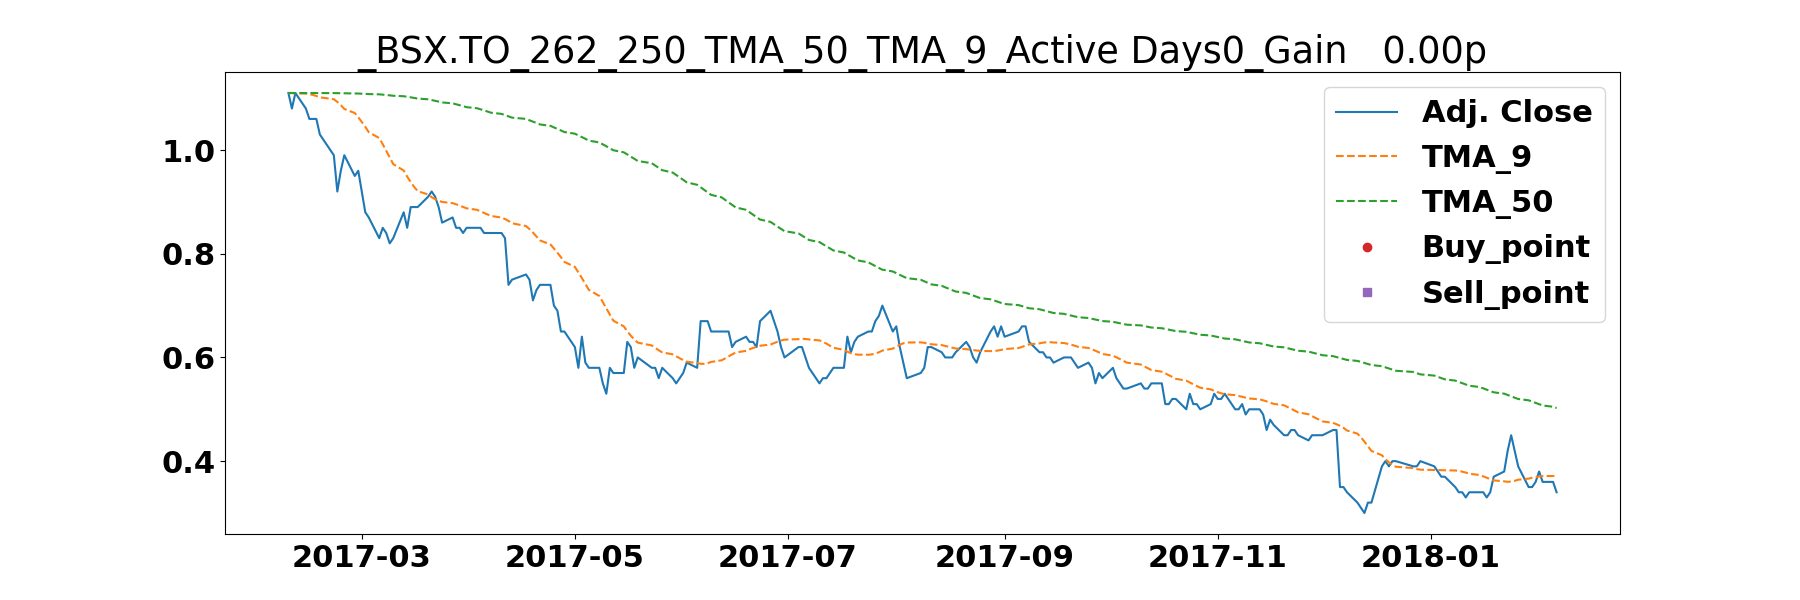 _BSX.TO_262_250_TMA_50_TMA_9_Active Days0_Gain   0.00p
Adj. Close
TMA_9
TMA_50
Buy_point
Sell_point
1.0
0.8
0.6
0.4
2017-03 2017-05 2017-07 2017-09 2017-11 2018-01